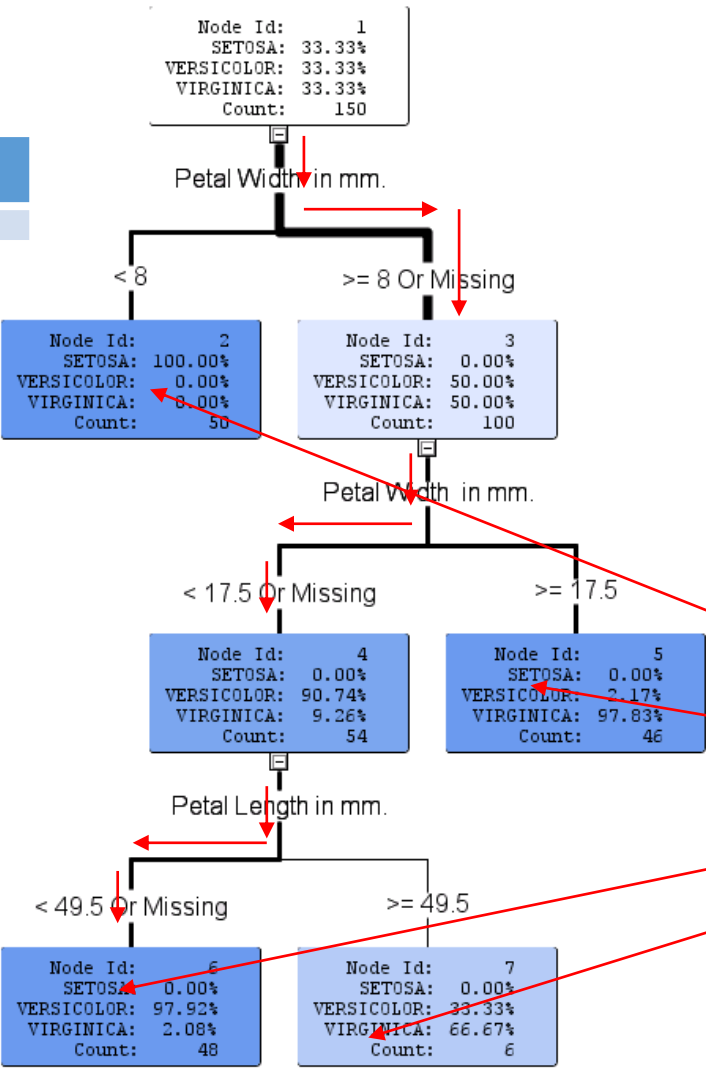 Node Id: 1
SETOSA: 33.33%
VERSICOLOR: 33.33%
VIRGINICA: 33.33%
Count: 150
Petal Width in mm.
< 8
>= 8 Or Missing
Node Id: 2
SETOSA: 100.00%
VERSICOLOR: 0.00%
VIRGINICA: 0.00%
Count: 50
Node Id: 3
SETOSA: 0.00%
VERSICOLOR: 50.00%
VIRGINICA: 50.00%
Count: 100
Petal Width in mm.
< 17.5 Or Missing
>= 17.5
Node Id: 4
SETOSA: 0.00%
VERSICOLOR: 90.74%
VIRGINICA: 9.26%
Count: 54
Node Id: 5
SETOSA: 0.00%
VERSICOLOR: 2.17%
VIRGINICA: 97.83%
Count: 46
Petal Length in mm.
< 49.5 Or Missing
>= 49.5
Node Id: 6
SETOSA: 0.00%
VERSICOLOR: 97.92%
VIRGINICA: 2.08%
Count: 48
Node Id: 7
SETOSA: 0.00%
VERSICOLOR: 33.33%
VIRGINICA: 66.67%
Count: 6